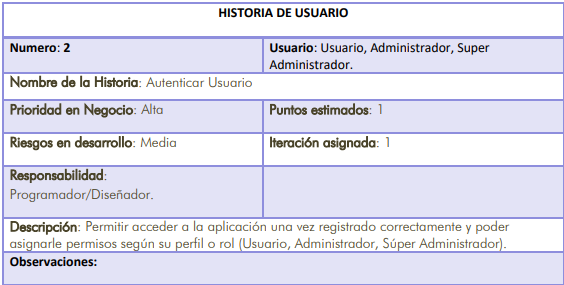 HISTORIA DE USUARIO
Numero: 2
Usuario: Usuario, Administrador, Super
Administrador.
Nombre de la Historia: Autenticar Usuario
Prioridad en Negocio: Alta
Puntos estimados: 1
Riesgos en desarrollo: Media
Iteración asignada: 1
Responsabilidad:
Programador/Diseñador.
Descripción: Permitir acceder a la aplicación una vez registrado correctamente y poder
asignarle permisos según su perfil o rol (Usuario, Administrador, Súper Administrador).
Observaciones: